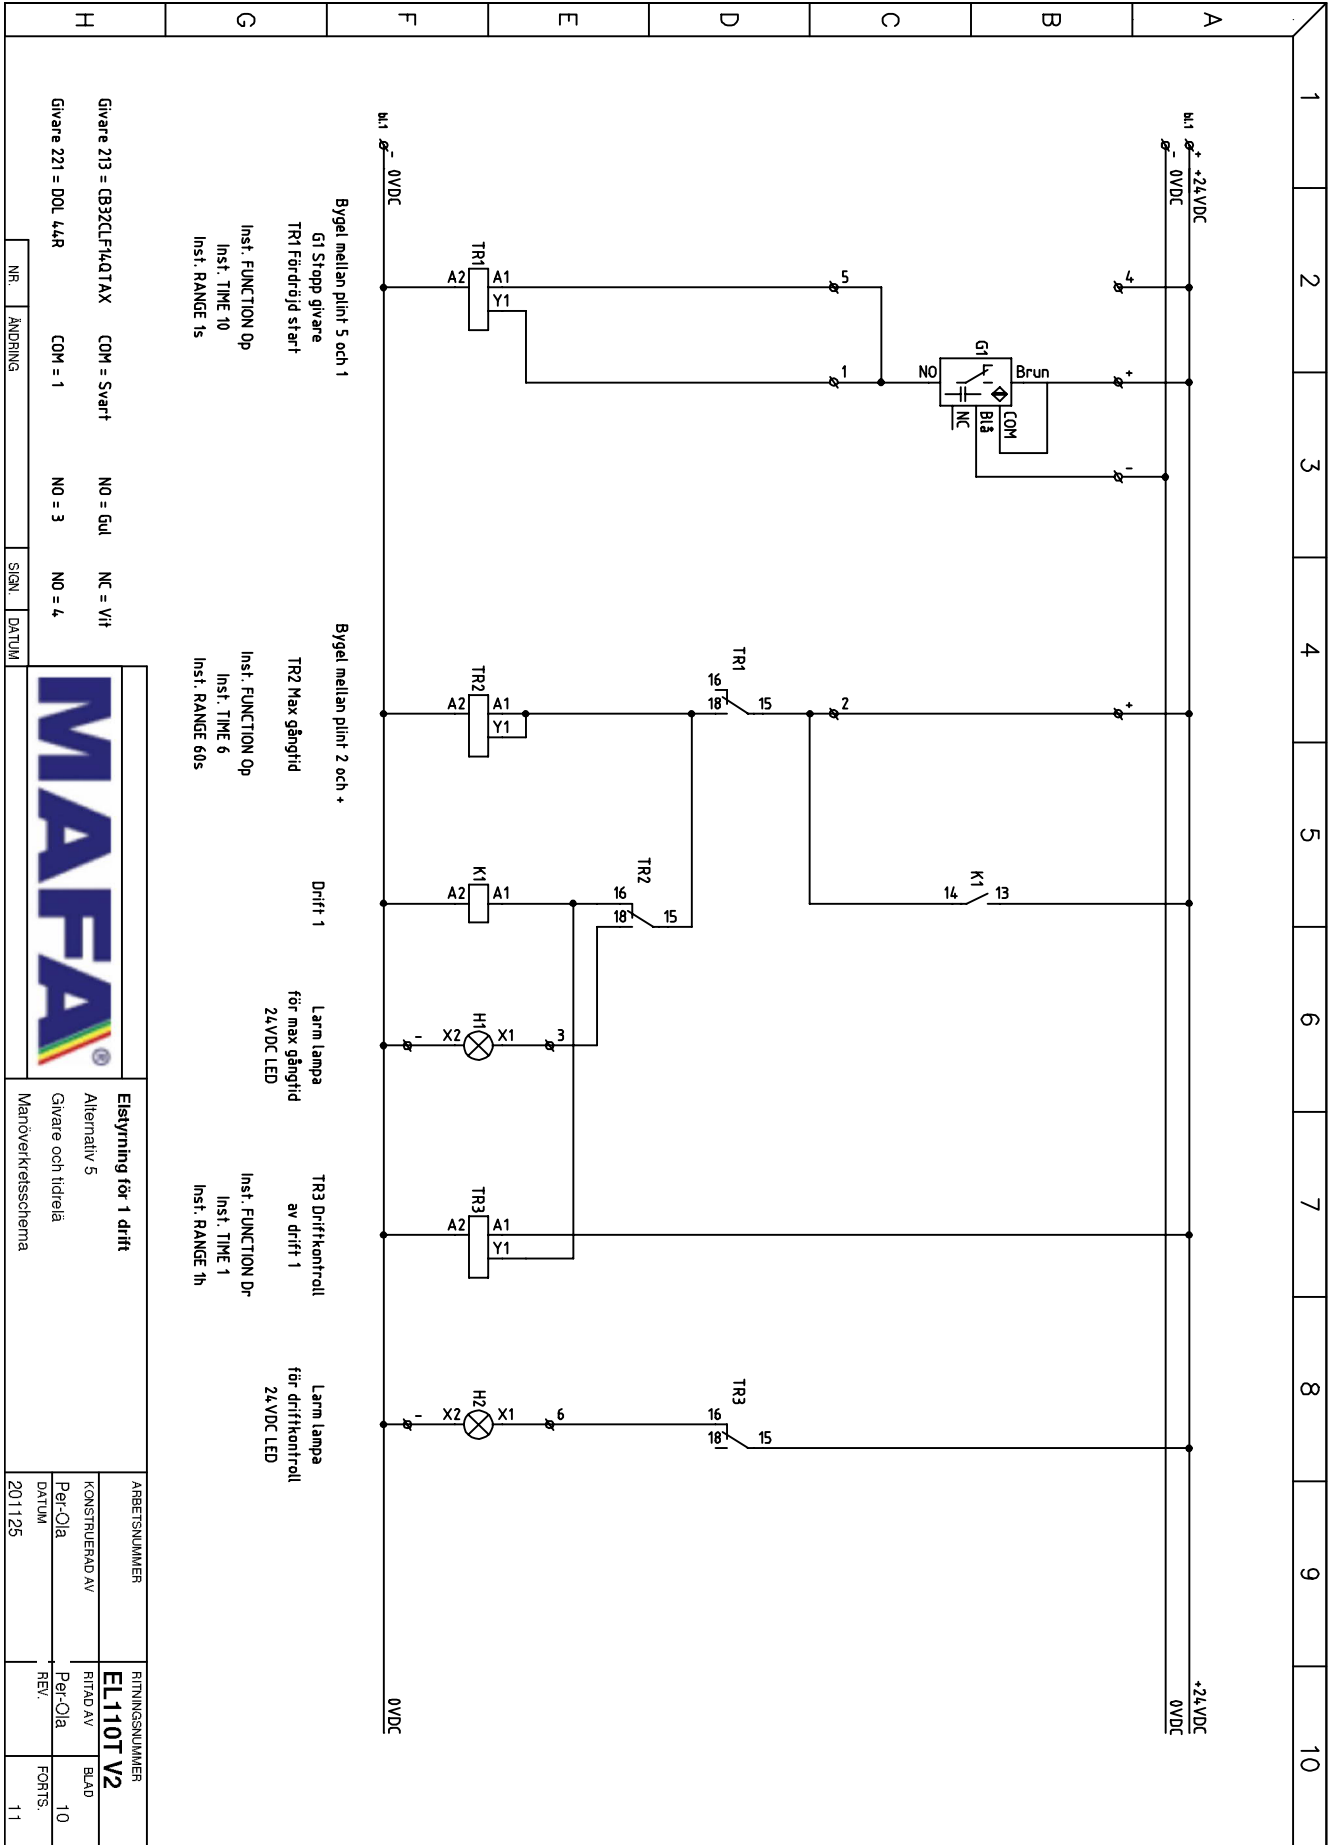 1 2 3 4 5 6 7 8 9 10
A
B
C
D
E
F
G
H
bl.1 + +24VDC
- 0VDC
+24VDC
0VDC
4
+
-
+
Brun
G1
NO
COM
Blå
NC
K1
13
14
5
1
2
TR1
15
16
18
TR3
15
16
18
TR2
15
16
18
3
6
TR1
A1
Y1
A2
TR2
A1
Y1
A2
K1
A1
A2
H1
X1
X2
TR3
A1
Y1
A2
H2
X1
X2
-
-
bl.1 - 0VDC
0VDC
Bygel mellan plint 5 och 1
G1 Stopp givare
TR1 Fördröjd start
Inst. FUNCTION Op
Inst. TIME 10
Inst. RANGE 1s
Bygel mellan plint 2 och +
TR2 Max gångtid
Inst. FUNCTION Op
Inst. TIME 6
Inst. RANGE 60s
Drift 1
Larm lampa
för max gångtid
24VDC LED
TR3 Driftkontroll
av drift 1
Inst. FUNCTION Dr
Inst. TIME 1
Inst. RANGE 1h
Larm lampa
för driftkontroll
24VDC LED
Givare 213 = CB32CLF14QTAX COM = Svart NO = Gul NC = Vit
Givare 221 = DOL 44R COM = 1 NO = 3 NO = 4
NR. ÄNDRING SIGN. DATUM
MAFA®
Elstyrning för 1 drift
Alternativ 5
Givare och tidrelä
Manöverkretsschema
ARBETSNUMMER
RITNINGSNUMMER
EL110T V2
KONSTRUERAD AV
Per-Ola
RITAD AV
Per-Ola
BLAD
10
DATUM
201125
REV.
FORTS.
11